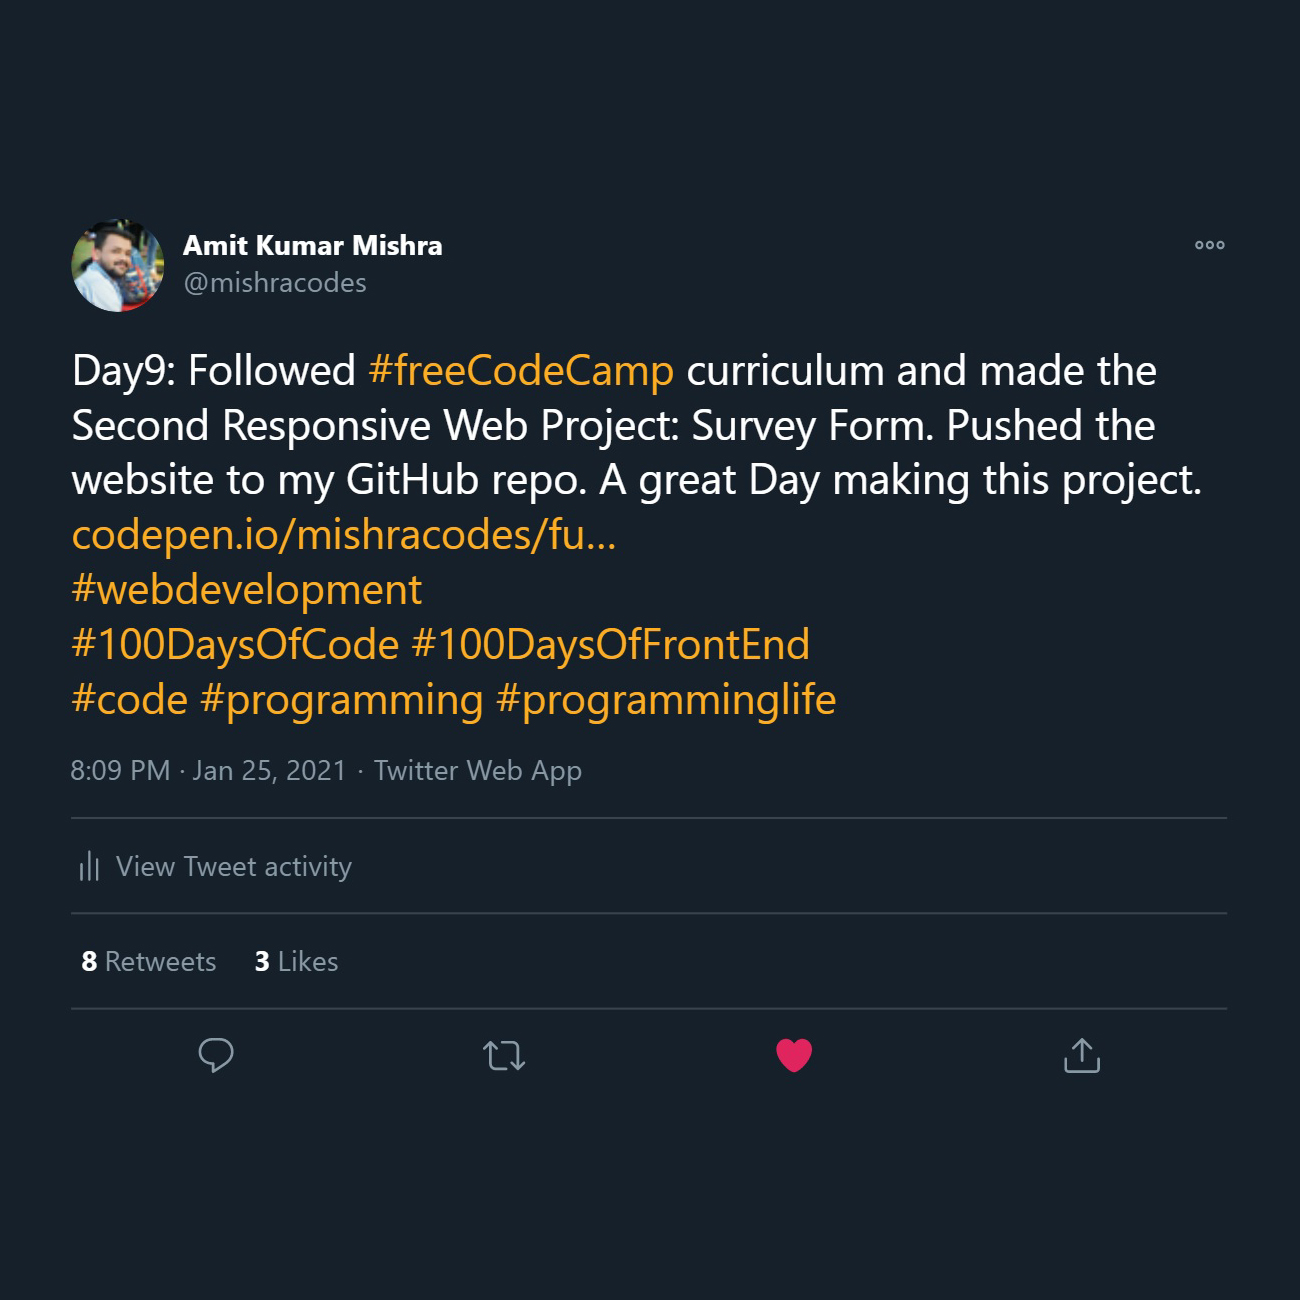 Amit Kumar Mishra
@mishracodes
Day9: Followed #freeCodeCamp curriculum and made the
Second Responsive Web Project: Survey Form. Pushed the
website to my GitHub repo. A great Day making this project.
codepen.io/mishracodes/fu...
#webdevelopment
#100DaysOfCode #100DaysOfFrontEnd
#code #programming #programminglife
8:09 PM · Jan 25, 2021 · Twitter Web App
View Tweet activity
8 Retweets 3 Likes